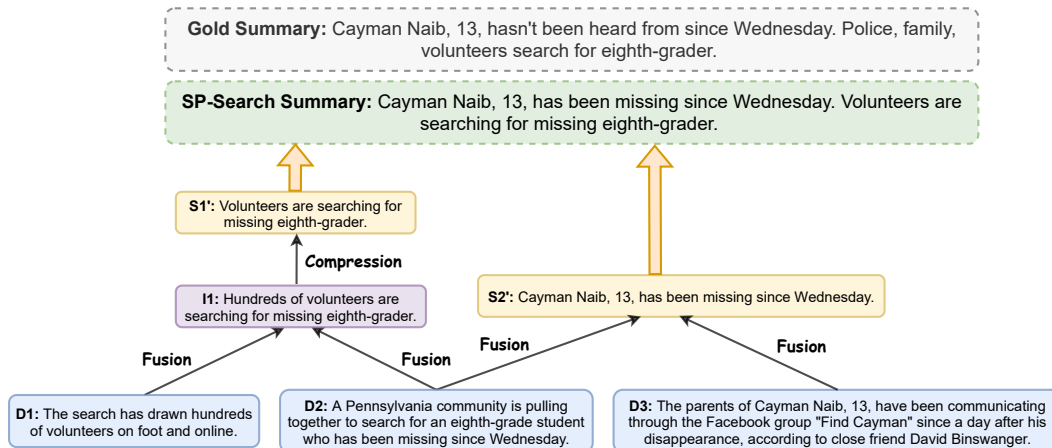 Gold Summary: Cayman Naib, 13, hasn't been heard from since Wednesday. Police, family,
volunteers search for eighth-grader.
SP-Search Summary: Cayman Naib, 13, has been missing since Wednesday. Volunteers are
searching for missing eighth-grader.
S1': Volunteers are searching for
missing eighth-grader.
Compression
I1: Hundreds of volunteers are
searching for missing eighth-grader.
S2': Cayman Naib, 13, has been missing since Wednesday.
Fusion
Fusion
Fusion
Fusion
D1: The search has drawn hundreds
of volunteers on foot and online.
D2: A Pennsylvania community is pulling
together to search for an eighth-grade student
who has been missing since Wednesday.
D3: The parents of Cayman Naib, 13, have been communicating
through the Facebook group "Find Cayman" since a day after his
disappearance, according to close friend David Binswanger.